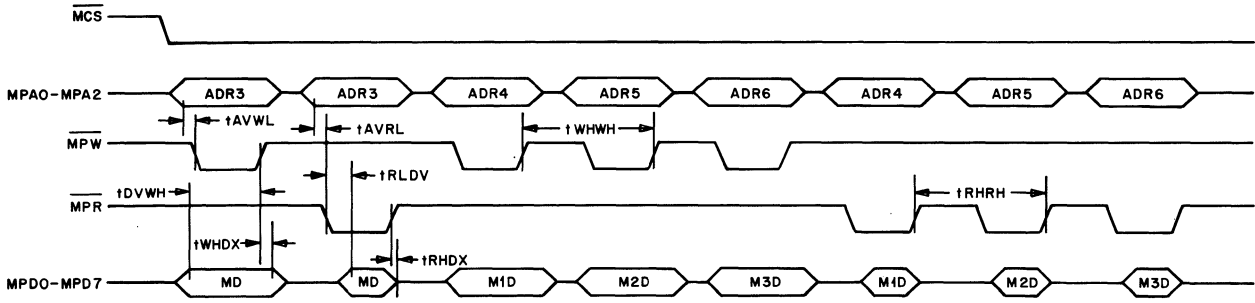 MCS
MPA0-MPA2 ADR3 ADR3 ADR4 ADR5 ADR6 ADR4 ADR5 ADR6
tAVWL tAVRL tWHWH
MPW
tRLDV
tDVWH tRHRH
MPR
tWHDX tRHDX
MPD0-MPD7 MD MD M1D M2D M3D M1D M2D M3D